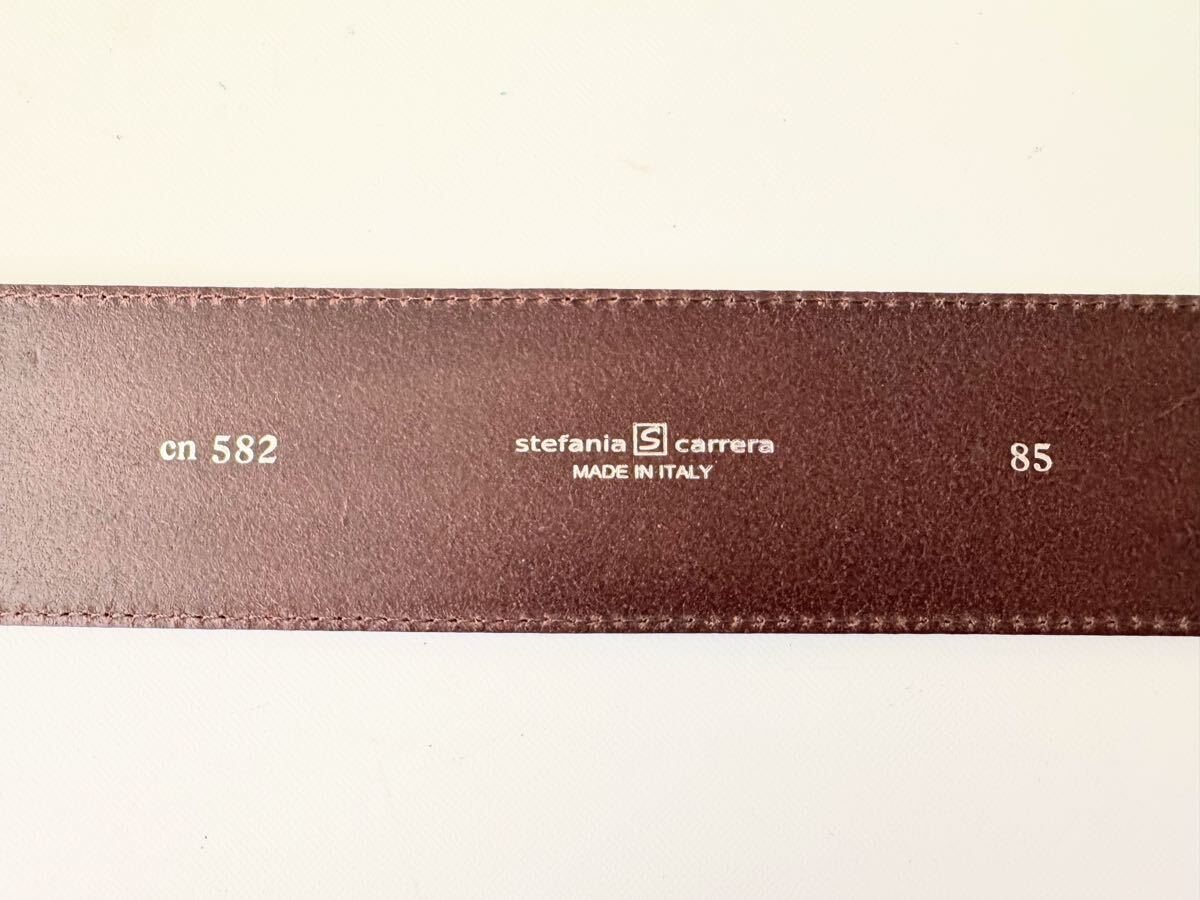 cn 582
stefania S carrera
MADE IN ITALY
85